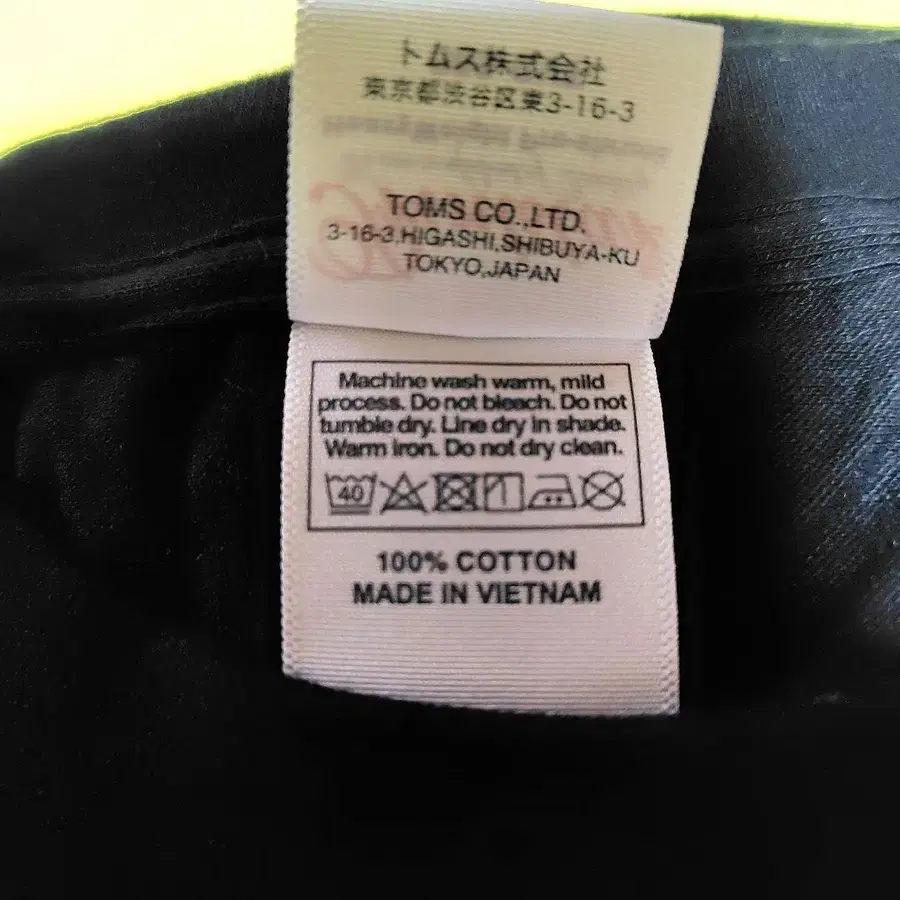 トムス株式会社
東京都渋谷区東3-16-3
TOMS CO.,LTD.
3-16-3,HIGASHI,SHIBUYA-KU
TOKYO,JAPAN
Machine wash warm, mild
process. Do not bleach. Do not
tumble dry. Line dry in shade.
Warm iron. Do not dry clean.
40
100% COTTON
MADE IN VIETNAM